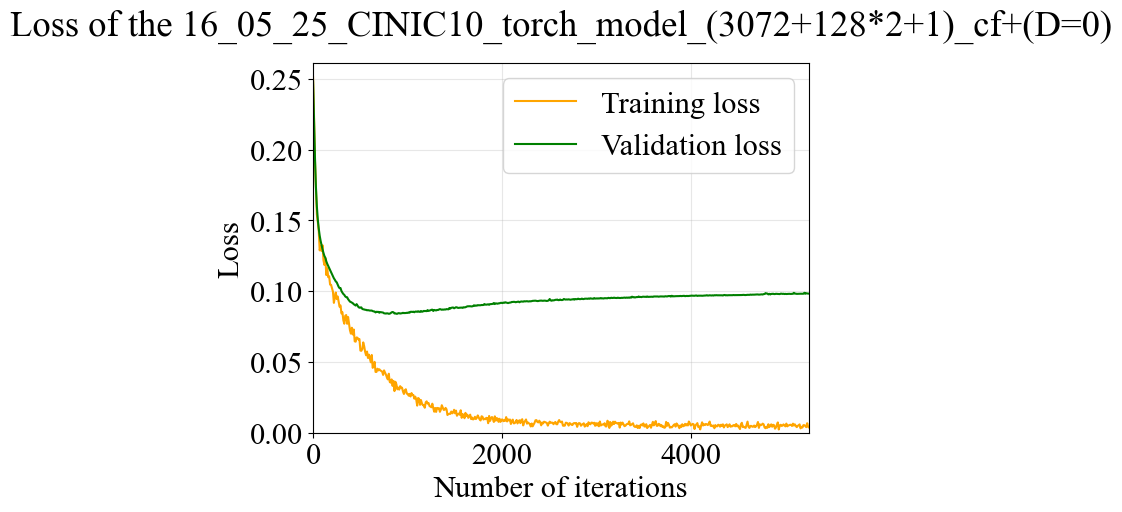 Loss of the 16_05_25_CINIC10_torch_model_(3072+128*2+1)_cf+(D=0)
0.25
0.20
0.15
0.10
0.05
0.00
Loss
Training loss
Validation loss
0
2000
4000
Number of iterations